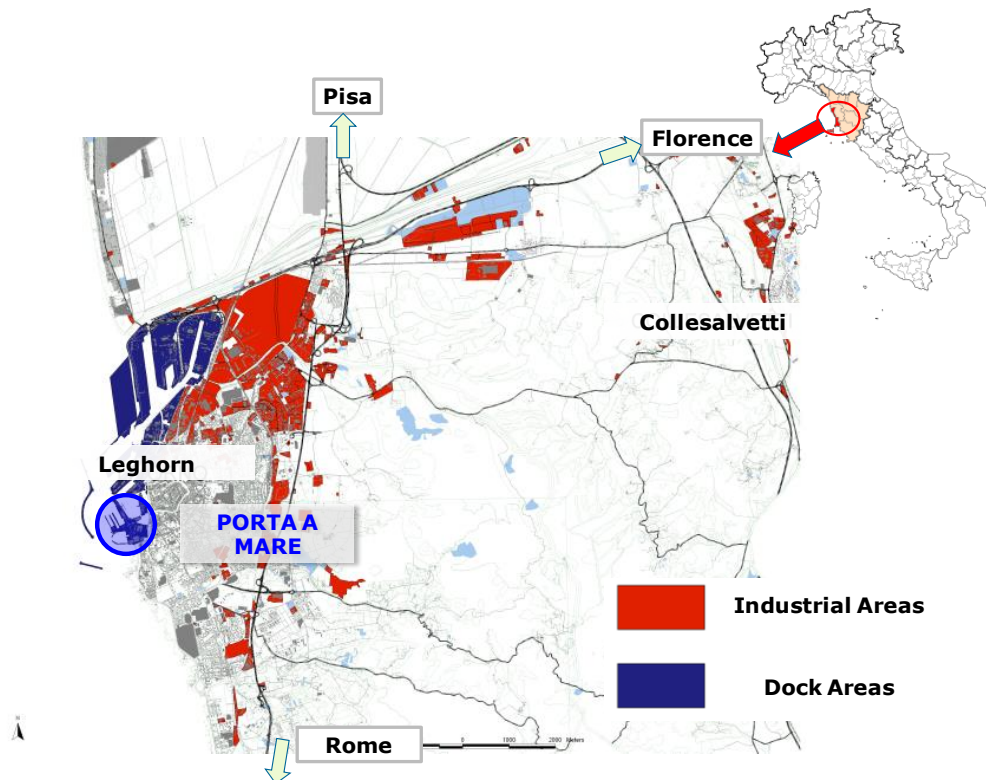 Pisa
Florence
Collesalvetti
Leghorn
PORTA A
MARE
Industrial Areas
Dock Areas
Rome
0 1000 2000 Meters
N